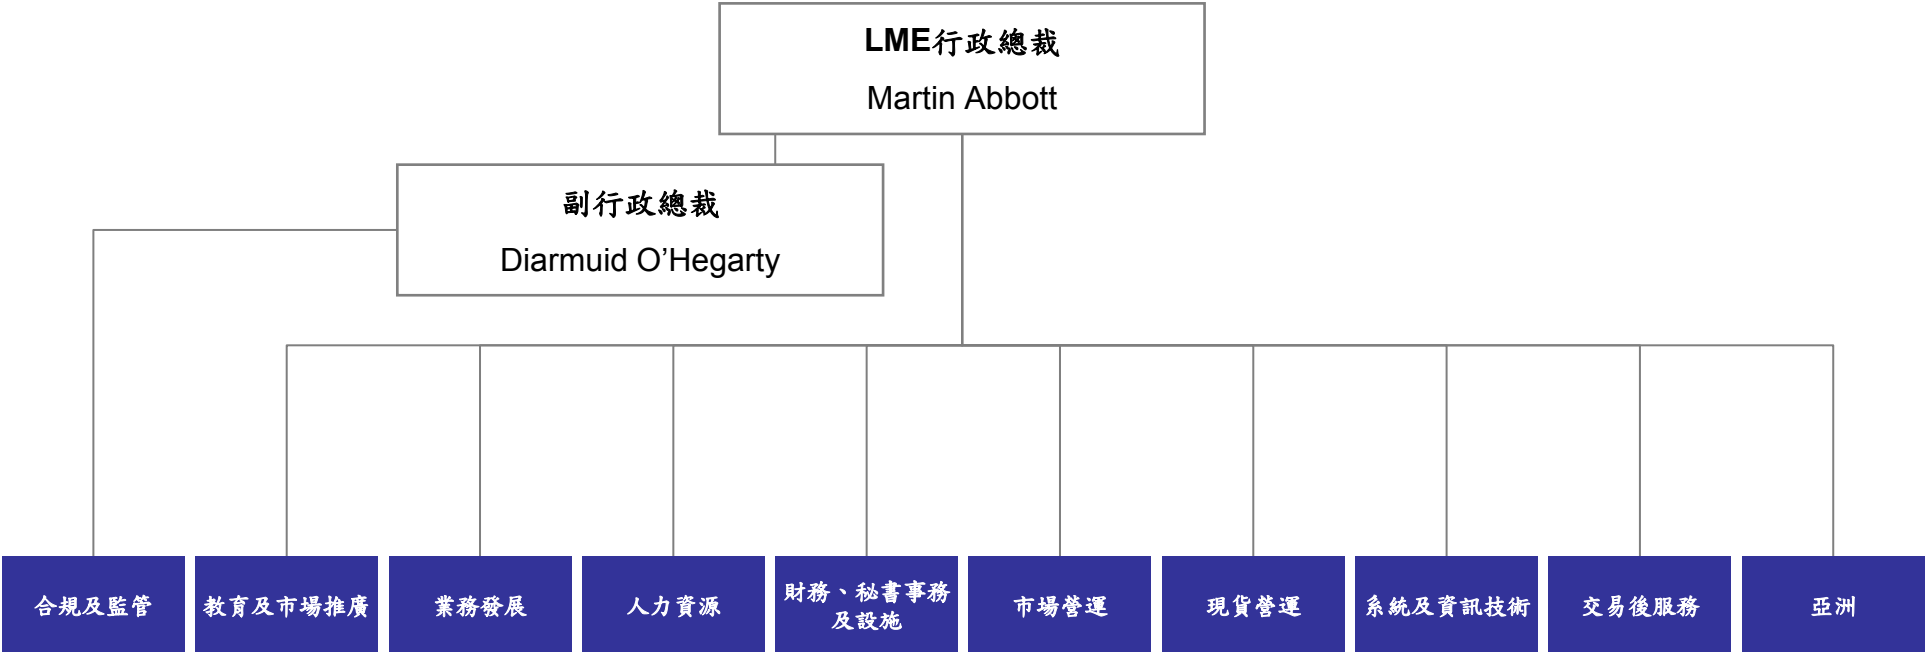 LME行政總裁
Martin Abbott
副行政總裁
Diarmuid O’Hegarty
合規及監管
教育及市場推廣
業務發展
人力資源
財務、秘書事務
及設施
市場營運
現貨營運
系統及資訊技術
交易後服務
亞洲